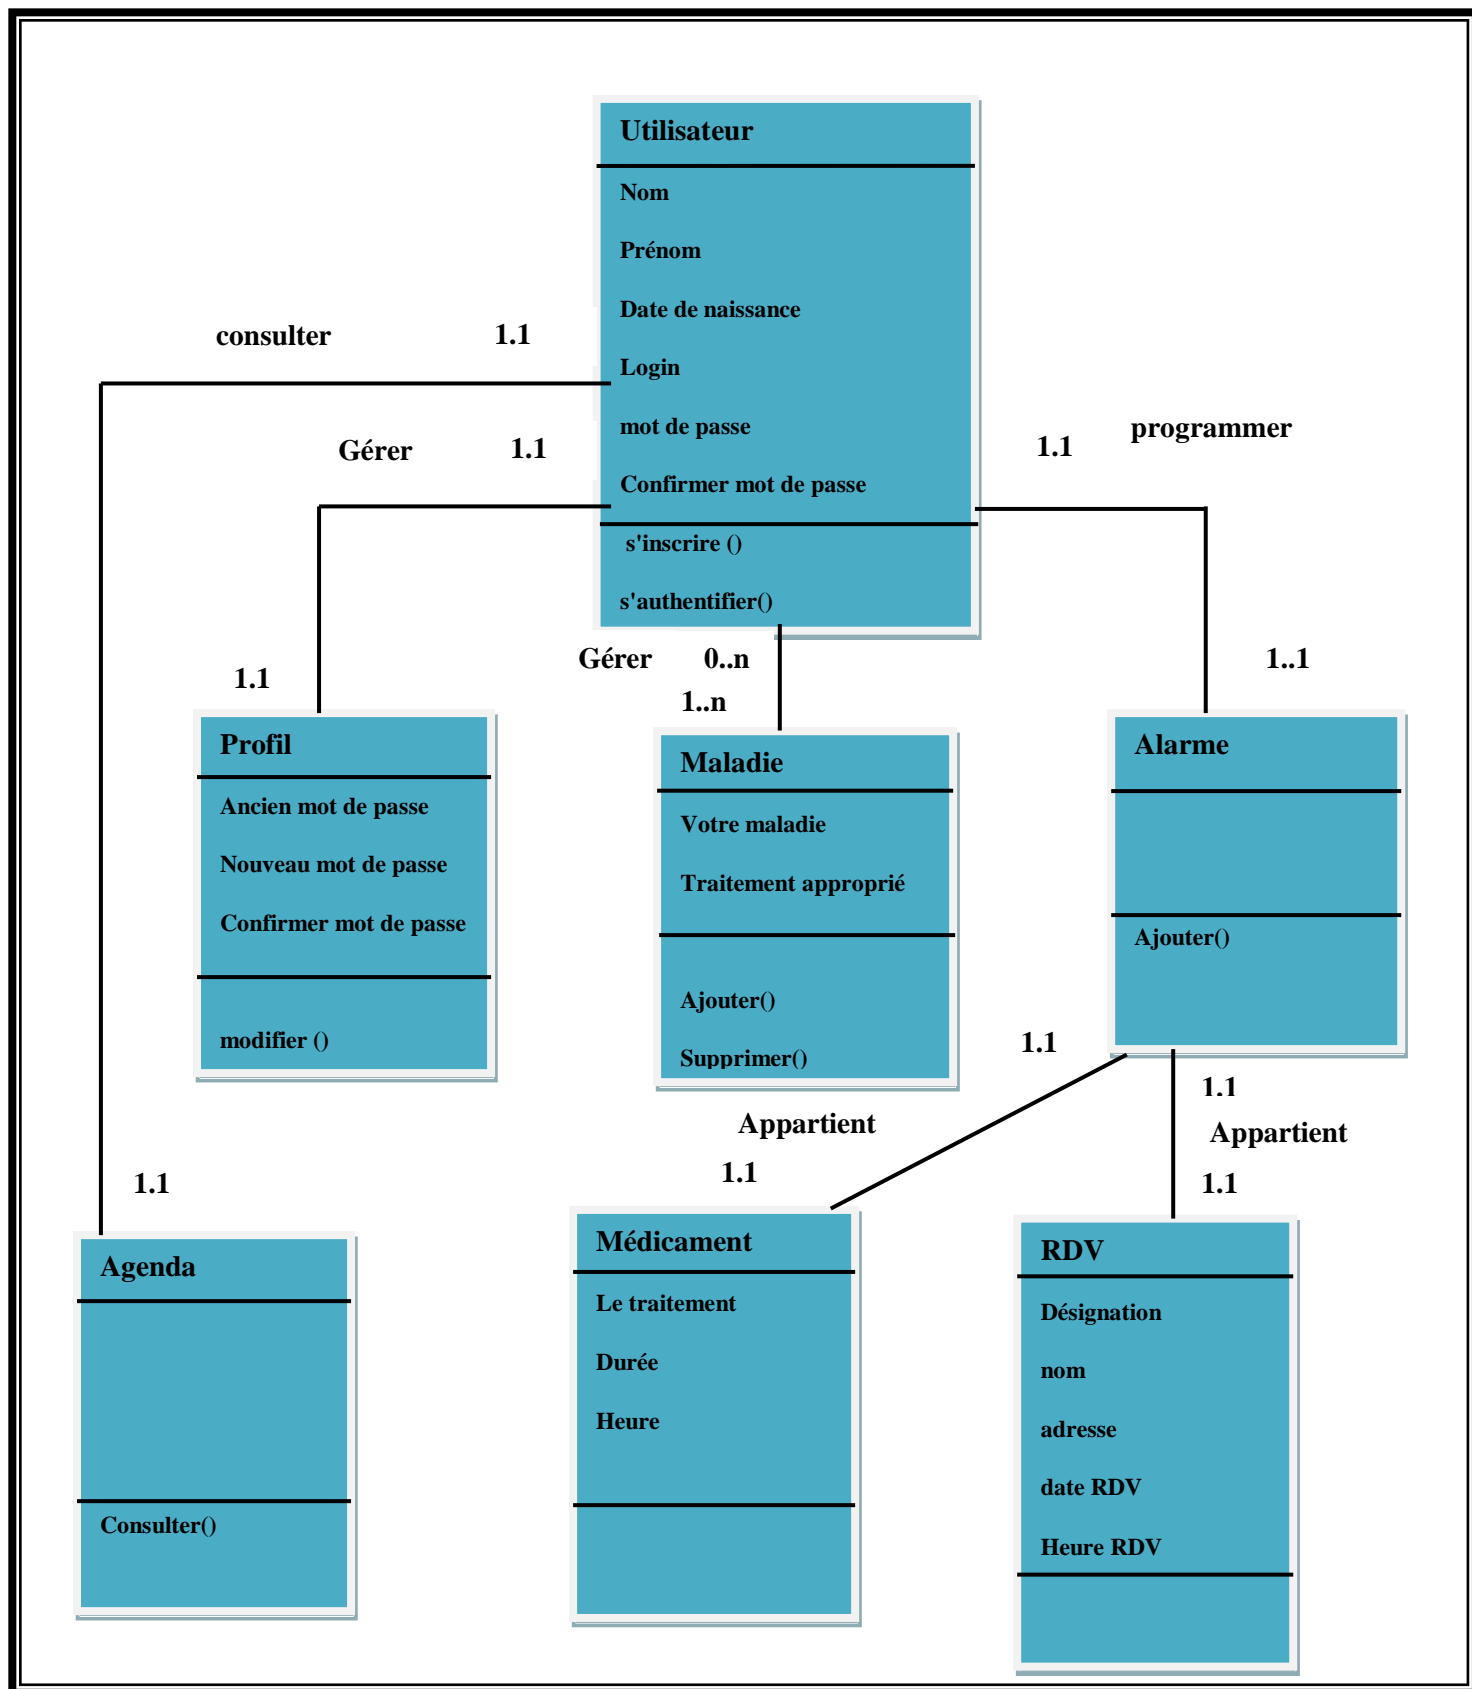 Utilisateur
Nom
Prénom
Date de naissance
Login
mot de passe
Confirmer mot de passe
s'inscrire ()
s'authentifier()
consulter 1.1
Gérer 1.1
1.1 programmer
Gérer 0..n
1..n
1.1
1..1
Profil
Ancien mot de passe
Nouveau mot de passe
Confirmer mot de passe
modifier ()
Maladie
Votre maladie
Traitement approprié
Ajouter()
Supprimer()
Alarme
Ajouter()
1.1
1.1
Appartient
Appartient
1.1
1.1
1.1
Agenda
Consulter()
Médicament
Le traitement
Durée
Heure
RDV
Désignation
nom
adresse
date RDV
Heure RDV